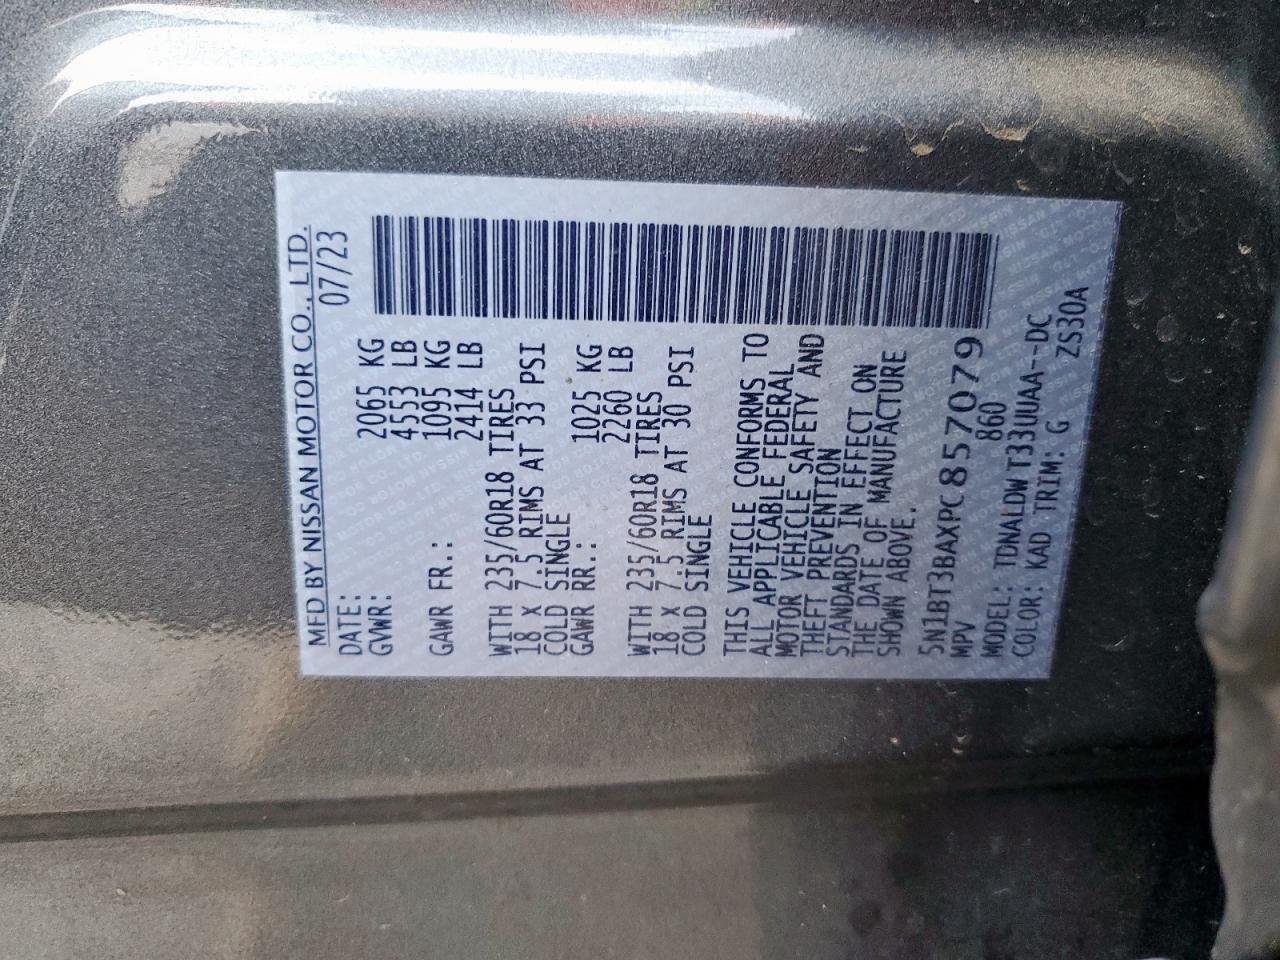 MFD BY NISSAN MOTOR CO., LTD.
DATE: 07/23
GVWR: 2065 KG
4553 LB
GAWR FR.: 1095 KG
2414 LB
WITH 235/60R18 TIRES
18 X 7.5 RIMS AT 33 PSI
COLD SINGLE
GAWR RR.: 1025 KG
2260 LB
WITH 235/60R18 TIRES
18 X 7.5 RIMS AT 30 PSI
COLD SINGLE
THIS VEHICLE CONFORMS TO
ALL APPLICABLE FEDERAL
MOTOR VEHICLE SAFETY AND
THEFT PREVENTION
STANDARDS IN EFFECT ON
THE DATE OF MANUFACTURE
SHOWN ABOVE.
5N1BT3BAXPC857079
MPV 860
MODEL: TDNALDW T33UUAA--DC
COLOR: KAD TRIM: G ZS30A